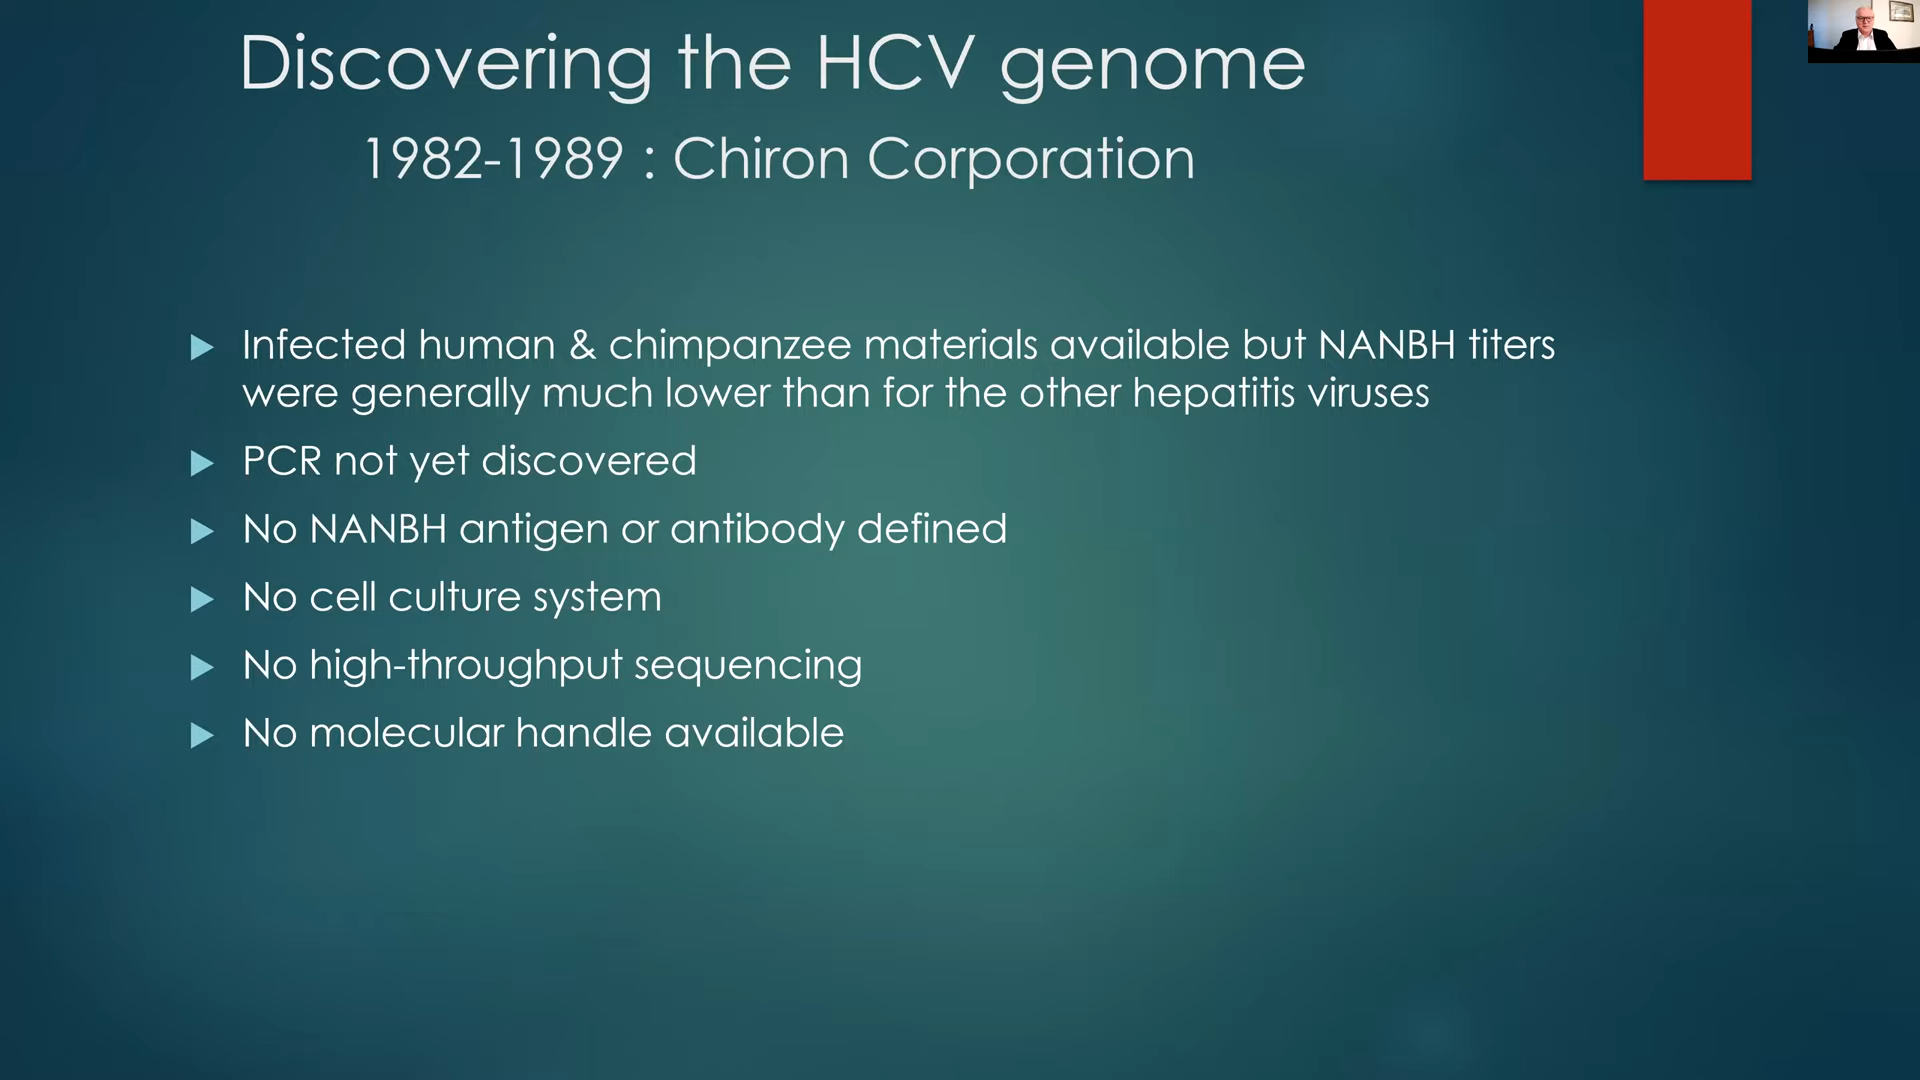 Discovering the HCV genome
1982-1989 : Chiron Corporation
Infected human & chimpanzee materials available but NANBH titers
were generally much lower than for the other hepatitis viruses
PCR not yet discovered
No NANBH antigen or antibody defined
No cell culture system
No high-throughput sequencing
No molecular handle available